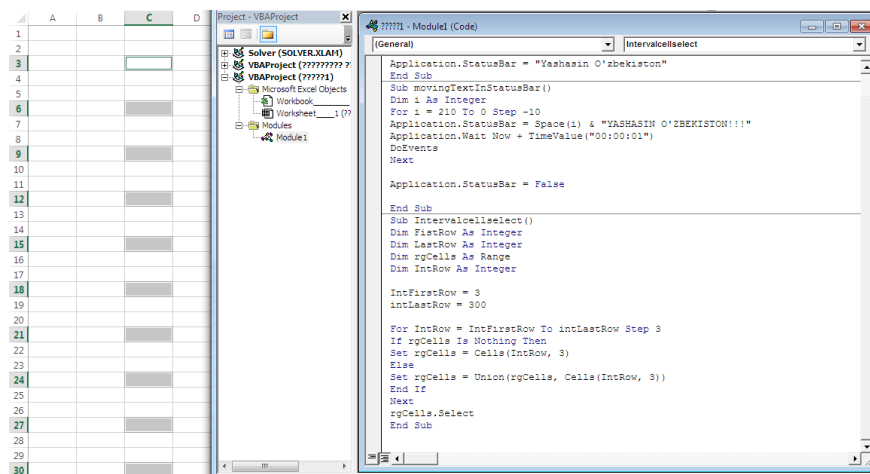 A B C D
1
2
3
4
5
6
7
8
9
10
11
12
13
14
15
16
17
18
19
20
21
22
23
24
25
26
27
28
29
30
Project - VBAProject
Solver (SOLVER.XLAM)
VBAProject (????????? ?
VBAProject (?????1)
Microsoft Excel Objects
Workbook________
Worksheet____1 (??
Modules
Module1
?????1 - Module1 (Code)
(General) Intervalcellselect
Application.StatusBar = "Yashasin O'zbekiston"
End Sub
Sub movingTextInStatusBar()
Dim i As Integer
For i = 210 To 0 Step -10
Application.StatusBar = Space(i) & "YASHASIN O'ZBEKISTON!!!"
Application.Wait Now + TimeValue("00:00:01")
DoEvents
Next
Application.StatusBar = False
End Sub
Sub Intervalcellselect()
Dim FistRow As Integer
Dim LastRow As Integer
Dim rgCells As Range
Dim IntRow As Integer
IntFirstRow = 3
intLastRow = 300
For IntRow = IntFirstRow To intLastRow Step 3
If rgCells Is Nothing Then
Set rgCells = Cells(IntRow, 3)
Else
Set rgCells = Union(rgCells, Cells(IntRow, 3))
End If
Next
rgCells.Select
End Sub